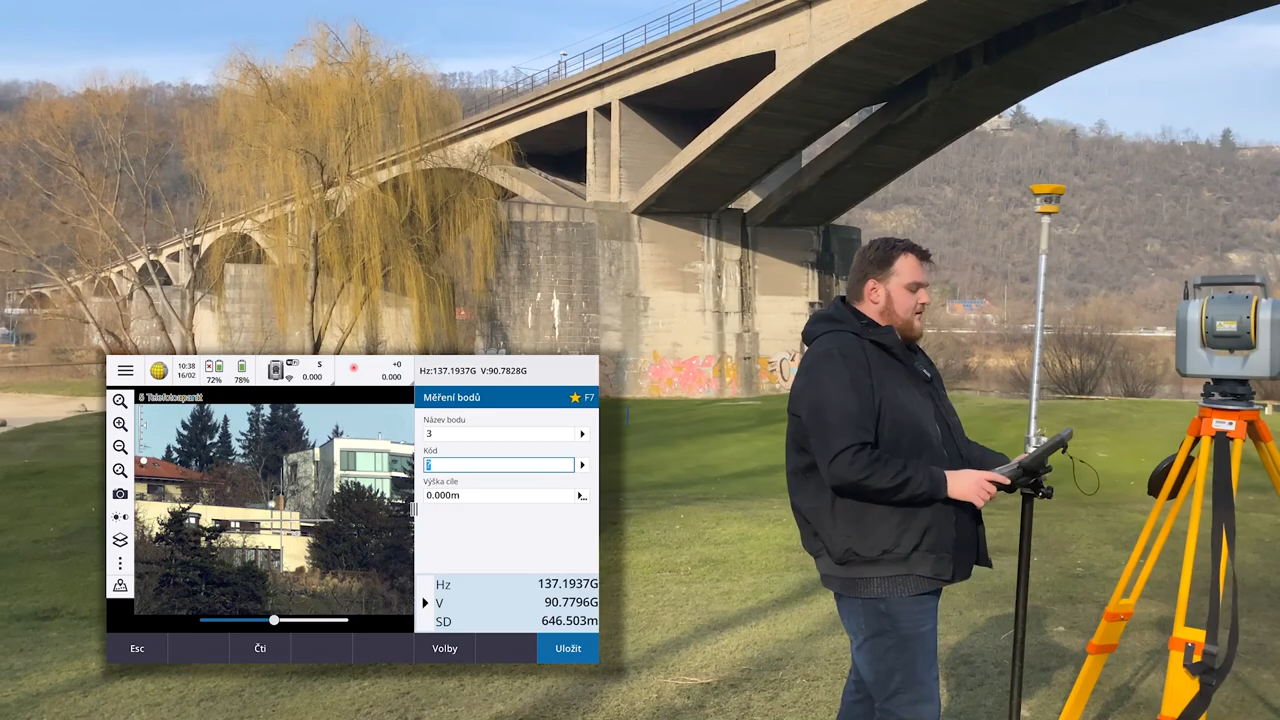 10:38
16/02
72%
78%
S
0.000
+0
0.000
Hz:137.1937G V:90.7828G
Měření bodů
F7
Název bodu
3
Kód
?
Výška cíle
0.000m
Hz 137.1937G
V 90.7796G
SD 646.503m
Esc
Čti
Volby
Uložit